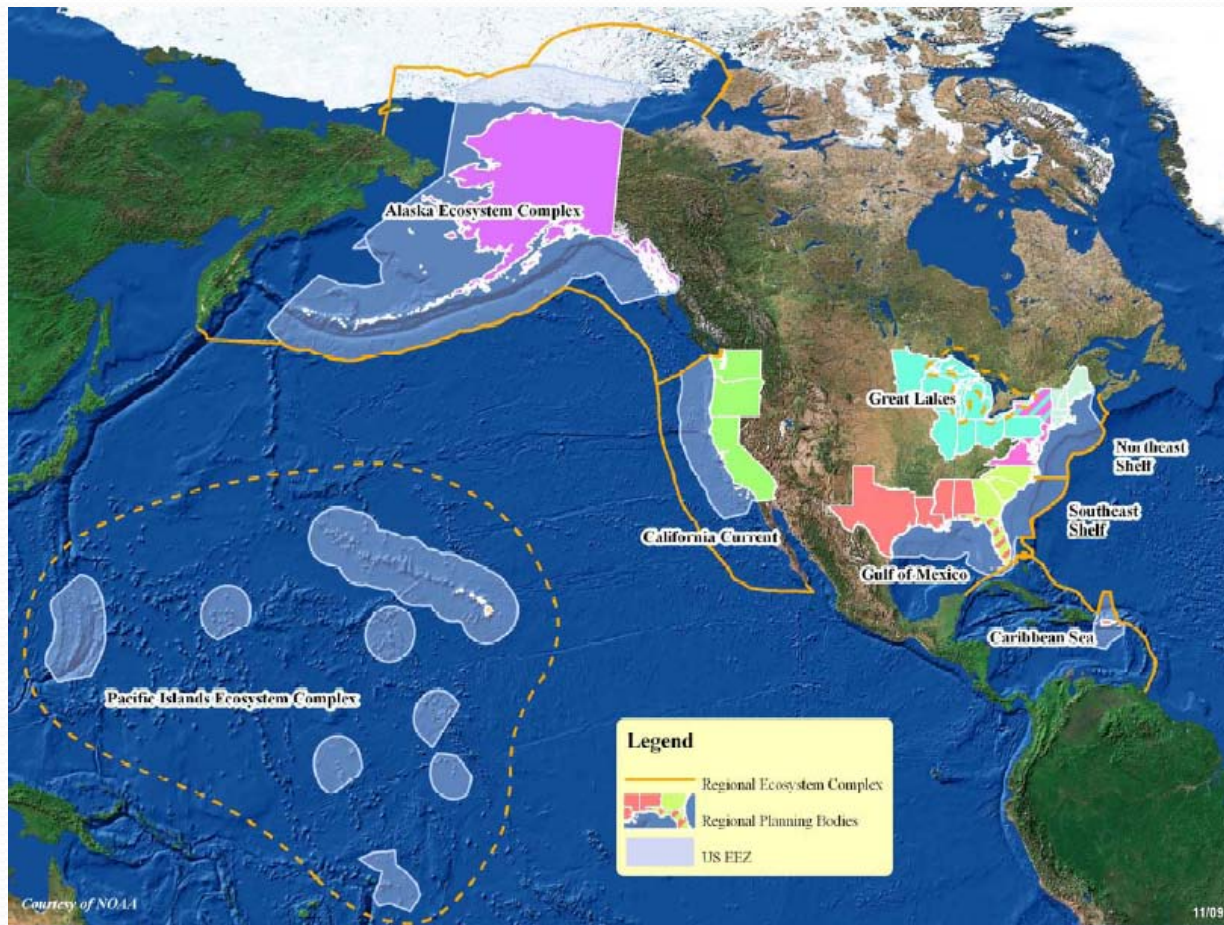 Alaska Ecosystem Complex
Great Lakes
Northeast
Shelf
Southeast
Shelf
California Current
Gulf of Mexico
Caribbean Sea
Pacific Islands Ecosystem Complex
Legend
Regional Ecosystem Complex
Regional Planning Bodies
US EEZ
Courtesy of NOAA
11/09